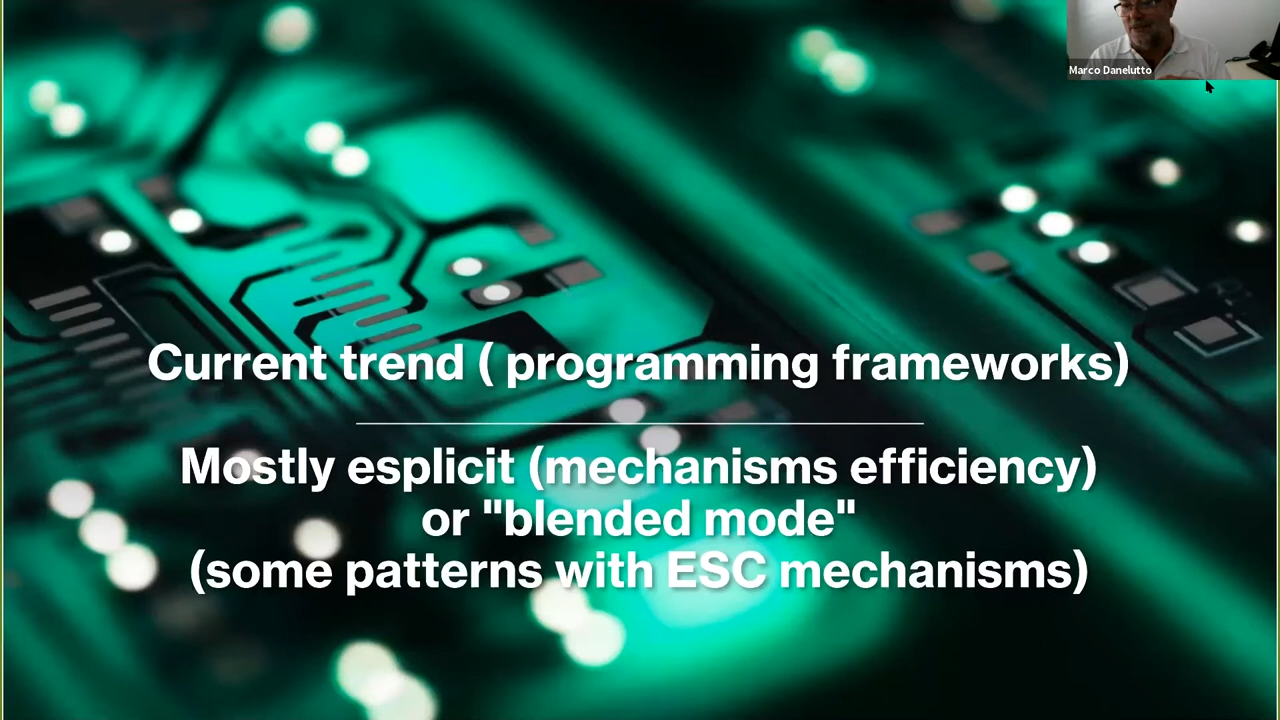 Marco Danelutto
Current trend ( programming frameworks)
Mostly esplicit (mechanisms efficiency)
or "blended mode"
(some patterns with ESC mechanisms)